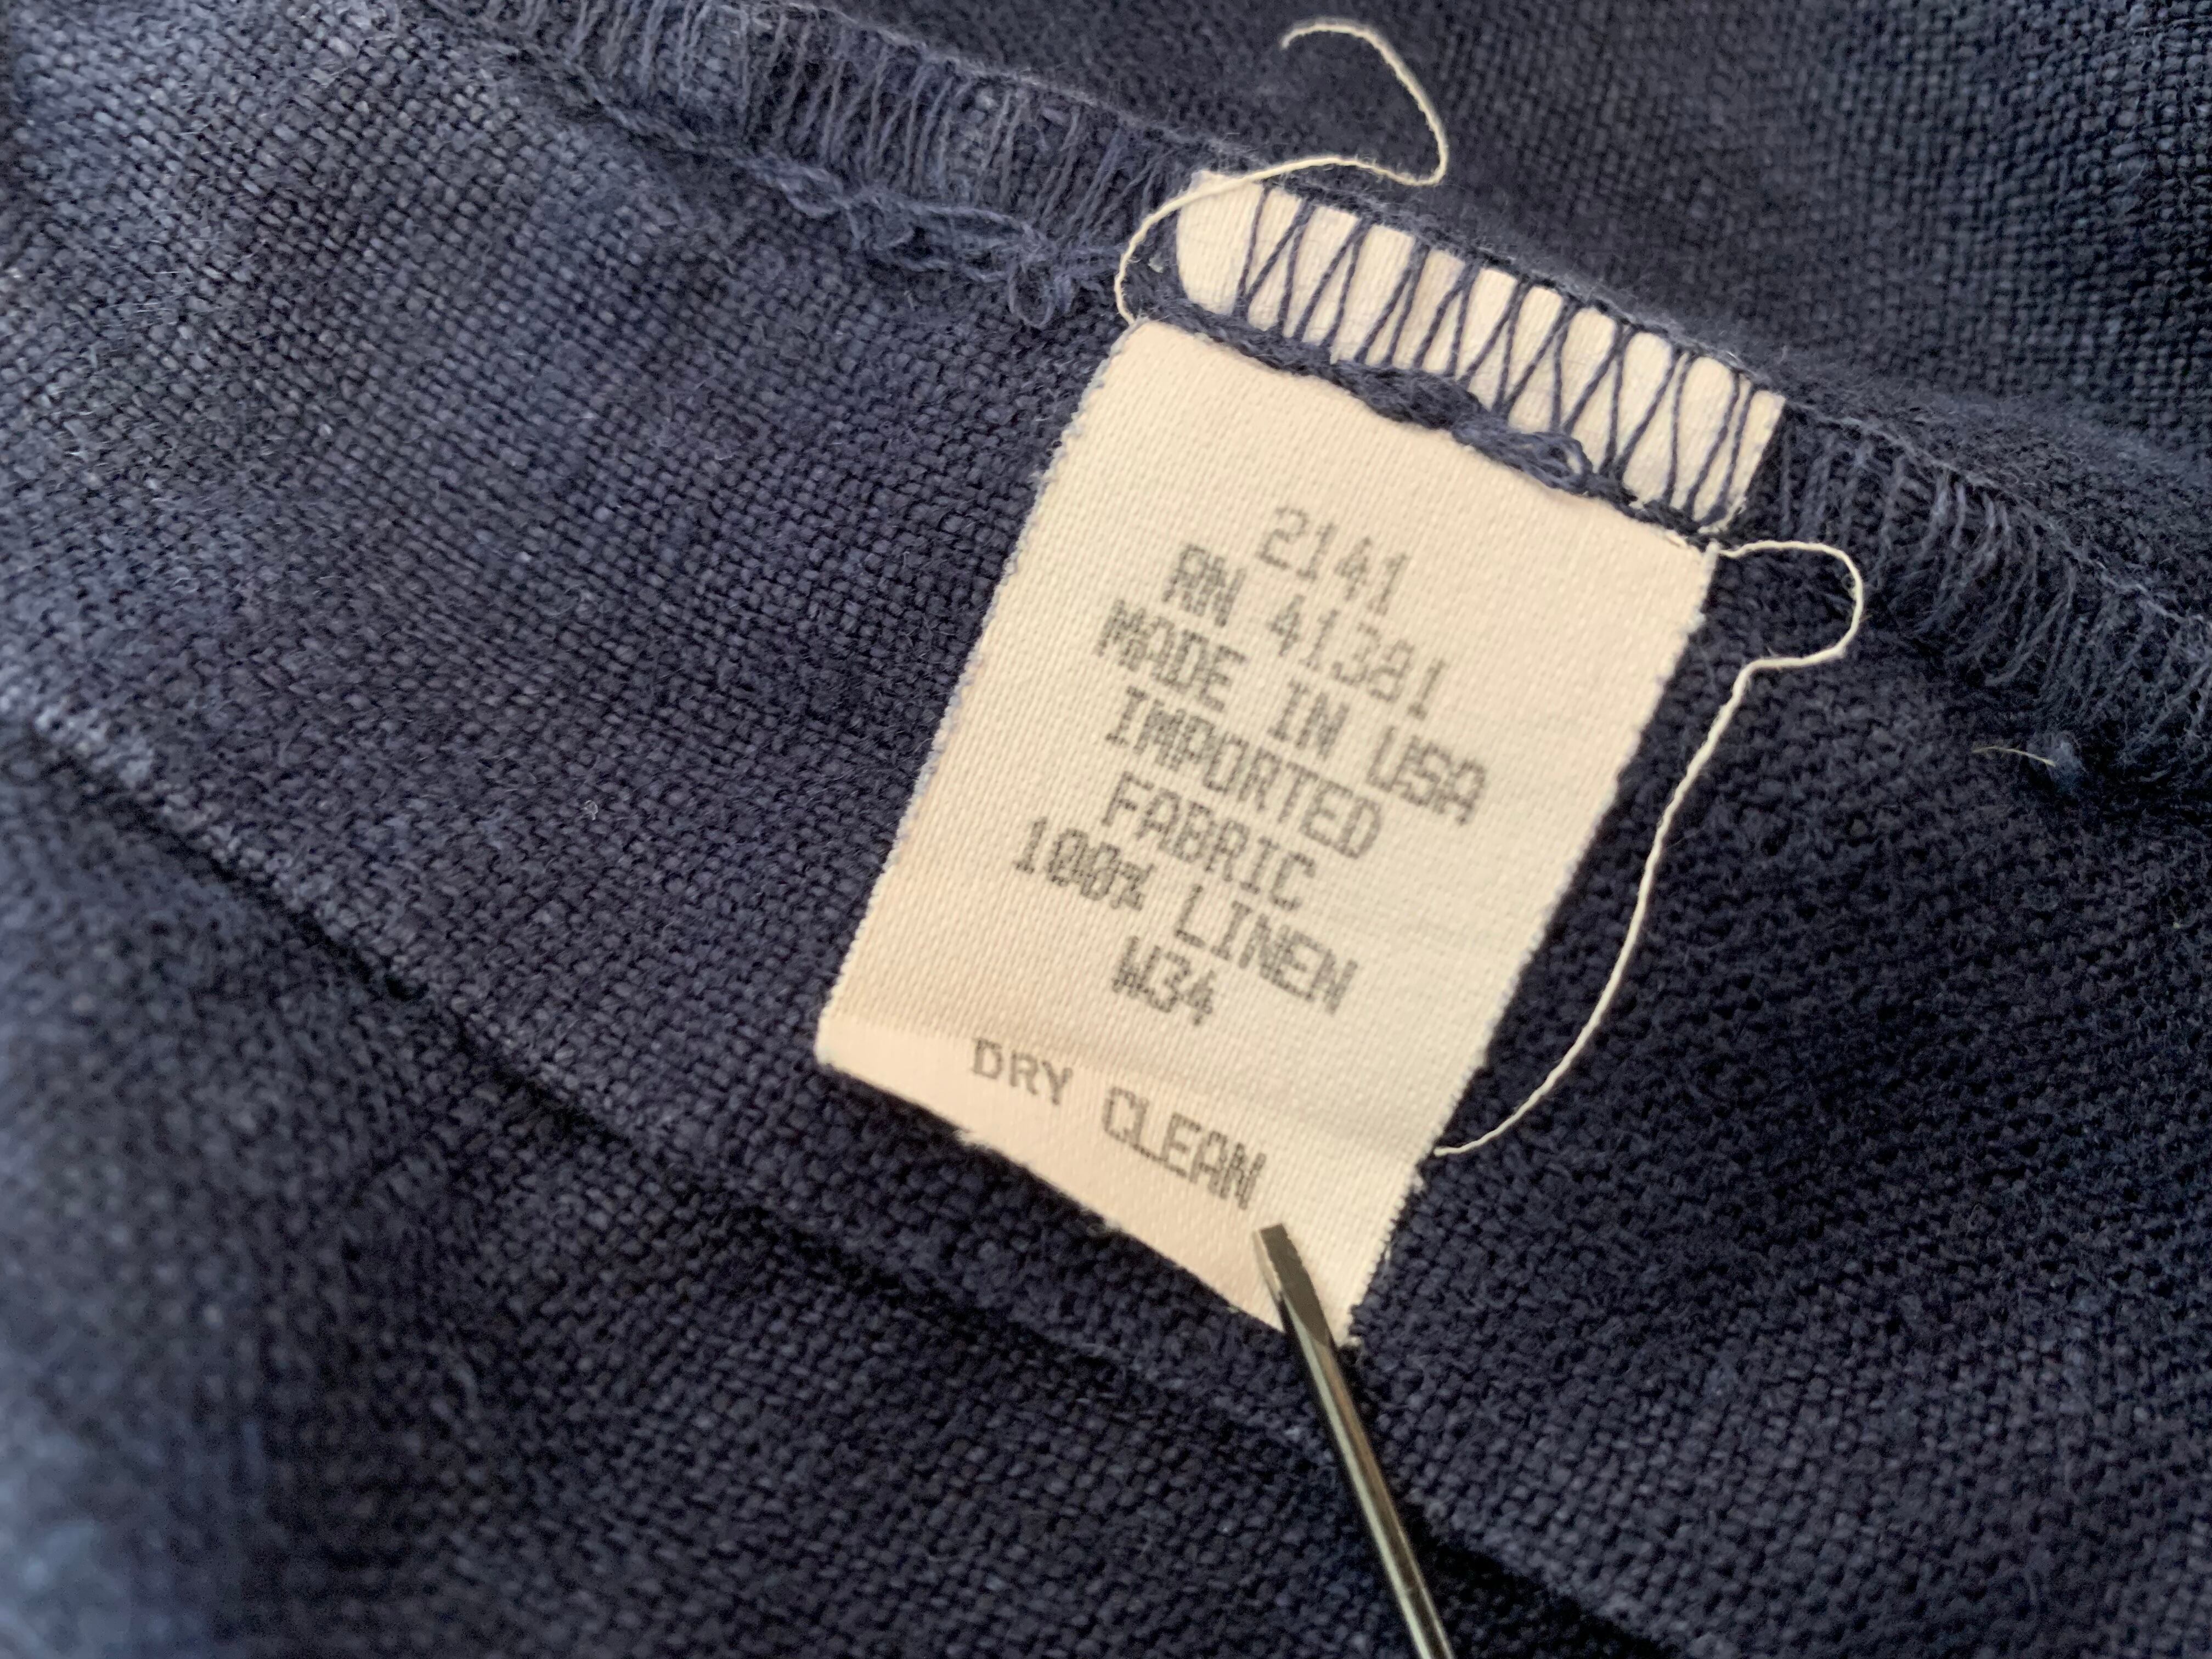 2141
RN 41381
MADE IN USA
IMPORTED
FABRIC
100% LINEN
W34
DRY CLEAN